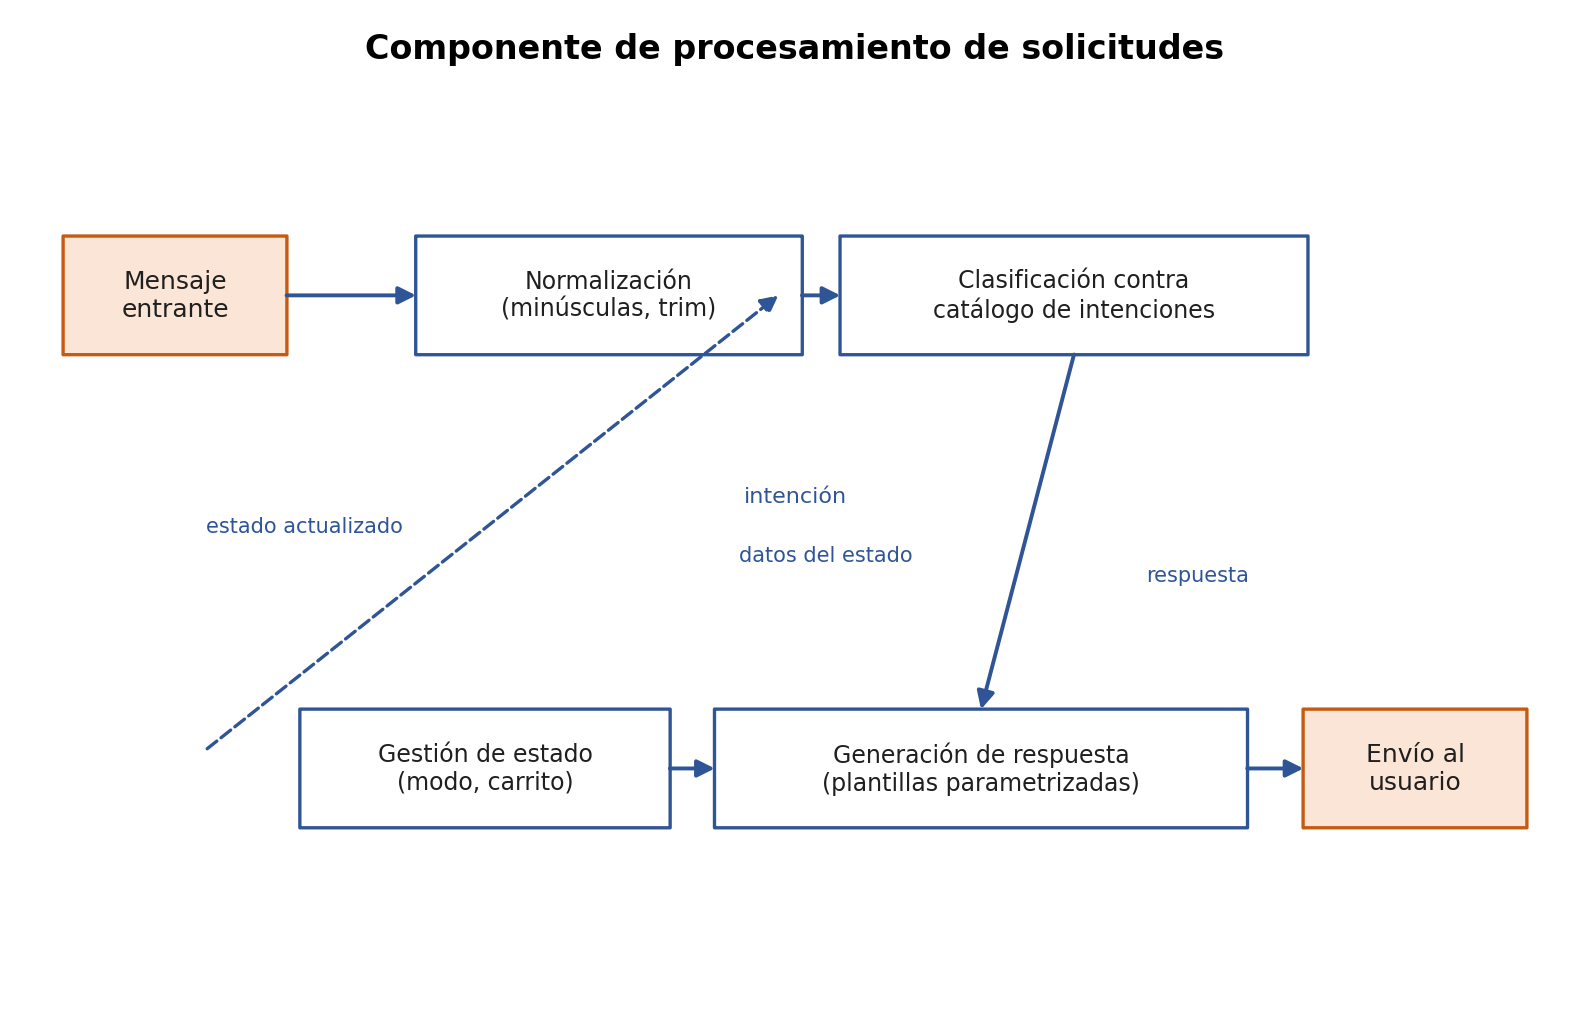 Componente de procesamiento de solicitudes
Mensaje
entrante
Normalización
(minúsculas, trim)
Clasificación contra
catálogo de intenciones
intención
estado actualizado
datos del estado
respuesta
Gestión de estado
(modo, carrito)
Generación de respuesta
(plantillas parametrizadas)
Envío al
usuario